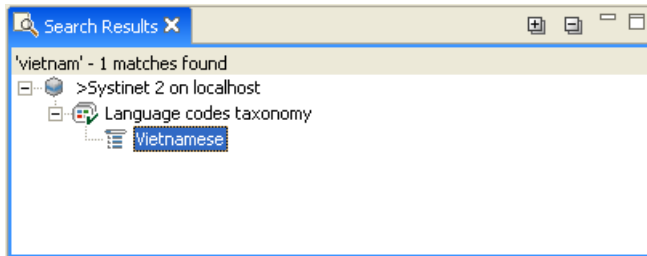 Search Results
'vietnam' - 1 matches found
>Systinet 2 on localhost
Language codes taxonomy
Vietnamese